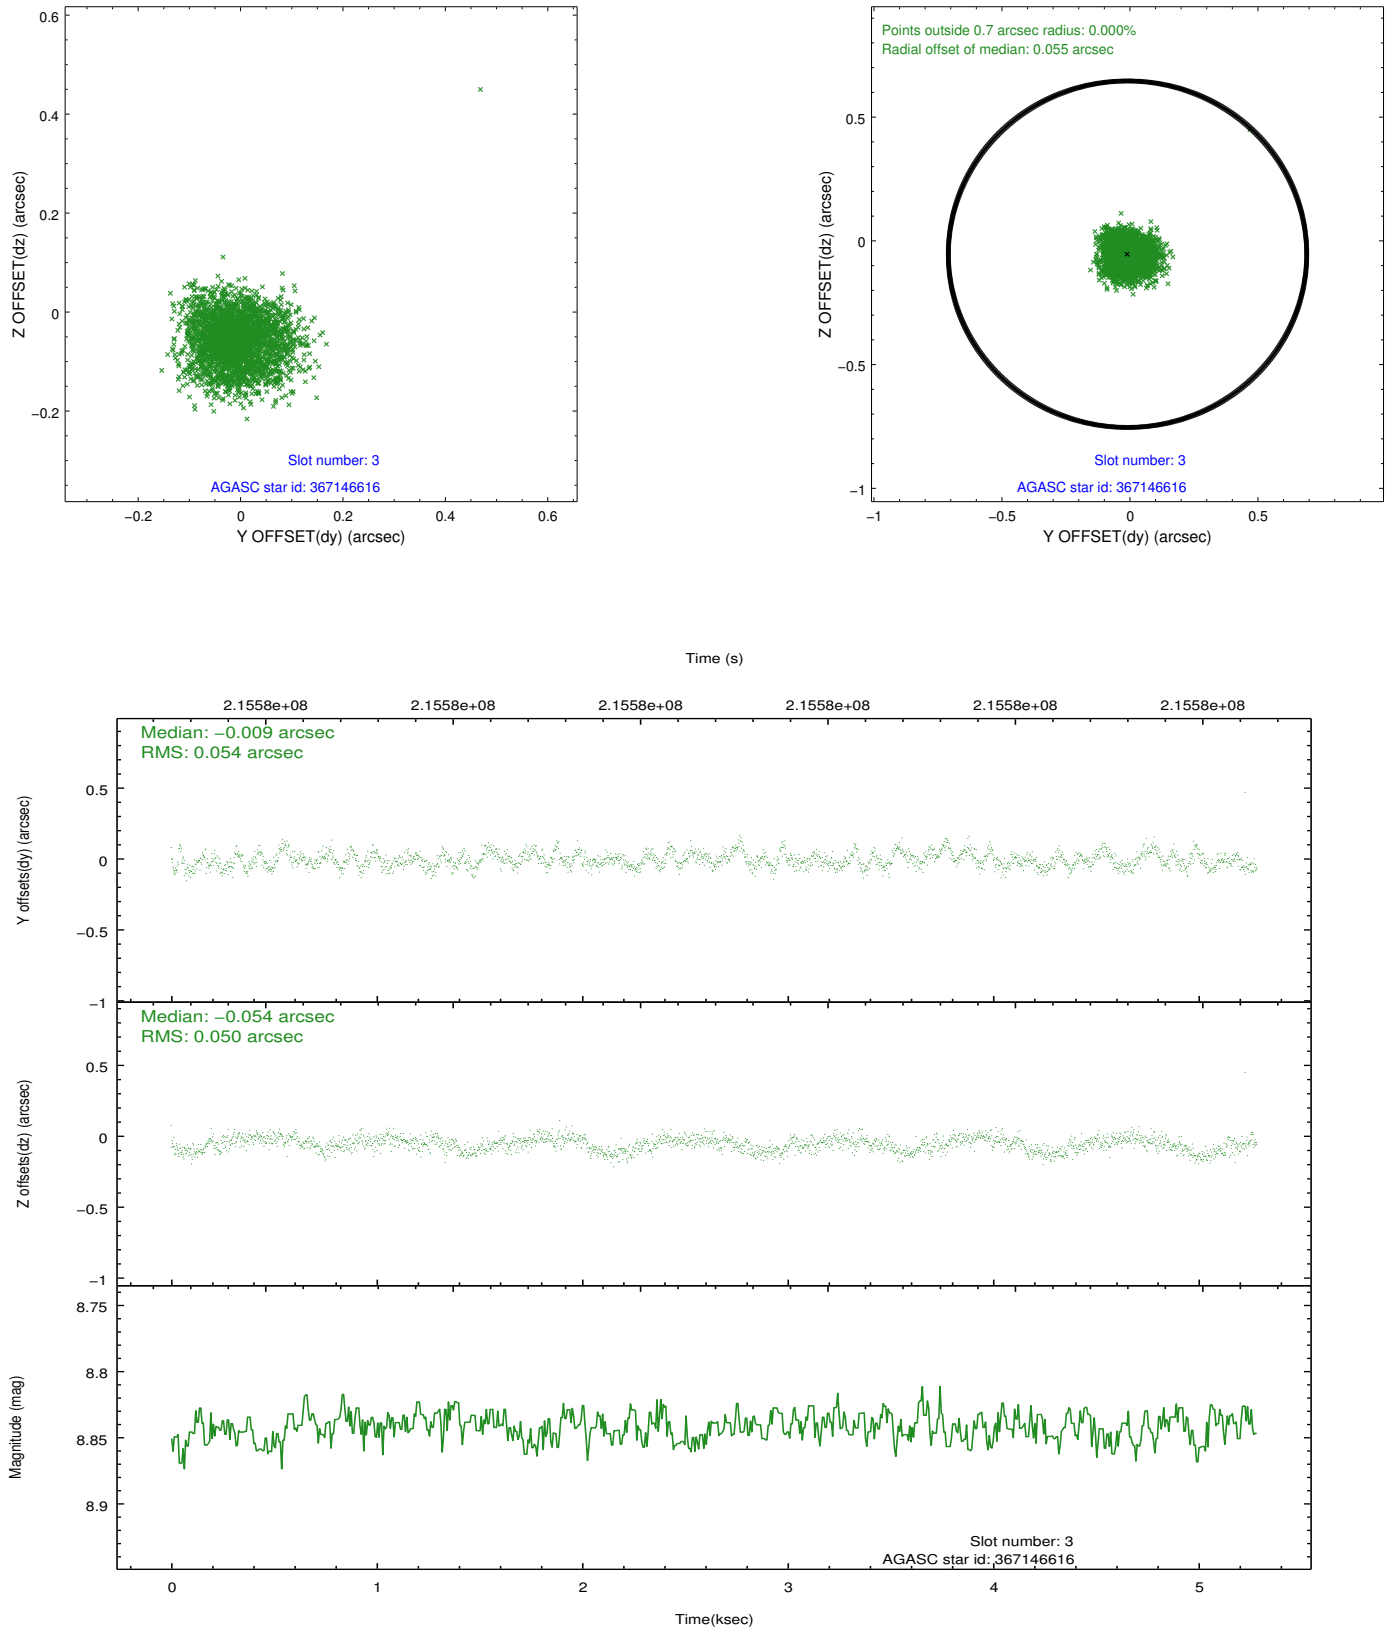 0.6
0.4
0.2
0
−0.2
Z OFFSET(dz) (arcsec)
Slot number: 3
AGASC star id: 367146616
−0.2 0 0.2 0.4 0.6
Y OFFSET(dy) (arcsec)
Points outside 0.7 arcsec radius: 0.000%
Radial offset of median: 0.055 arcsec
0.5
0
−0.5
−1
Z OFFSET(dz) (arcsec)
Slot number: 3
AGASC star id: 367146616
−1 −0.5 0 0.5
Y OFFSET(dy) (arcsec)
Time (s)
2.1558e+08 2.1558e+08 2.1558e+08 2.1558e+08 2.1558e+08 2.1558e+08
Median: −0.009 arcsec
RMS: 0.054 arcsec
0.5
0
−0.5
−1
Y offsets(dy) (arcsec)
Median: −0.054 arcsec
RMS: 0.050 arcsec
0.5
0
−0.5
−1
Z offsets(dz) (arcsec)
8.75
8.8
8.85
8.9
Magnitude (mag)
Slot number: 3
AGASC star id: 367146616
0 1 2 3 4 5
Time(ksec)